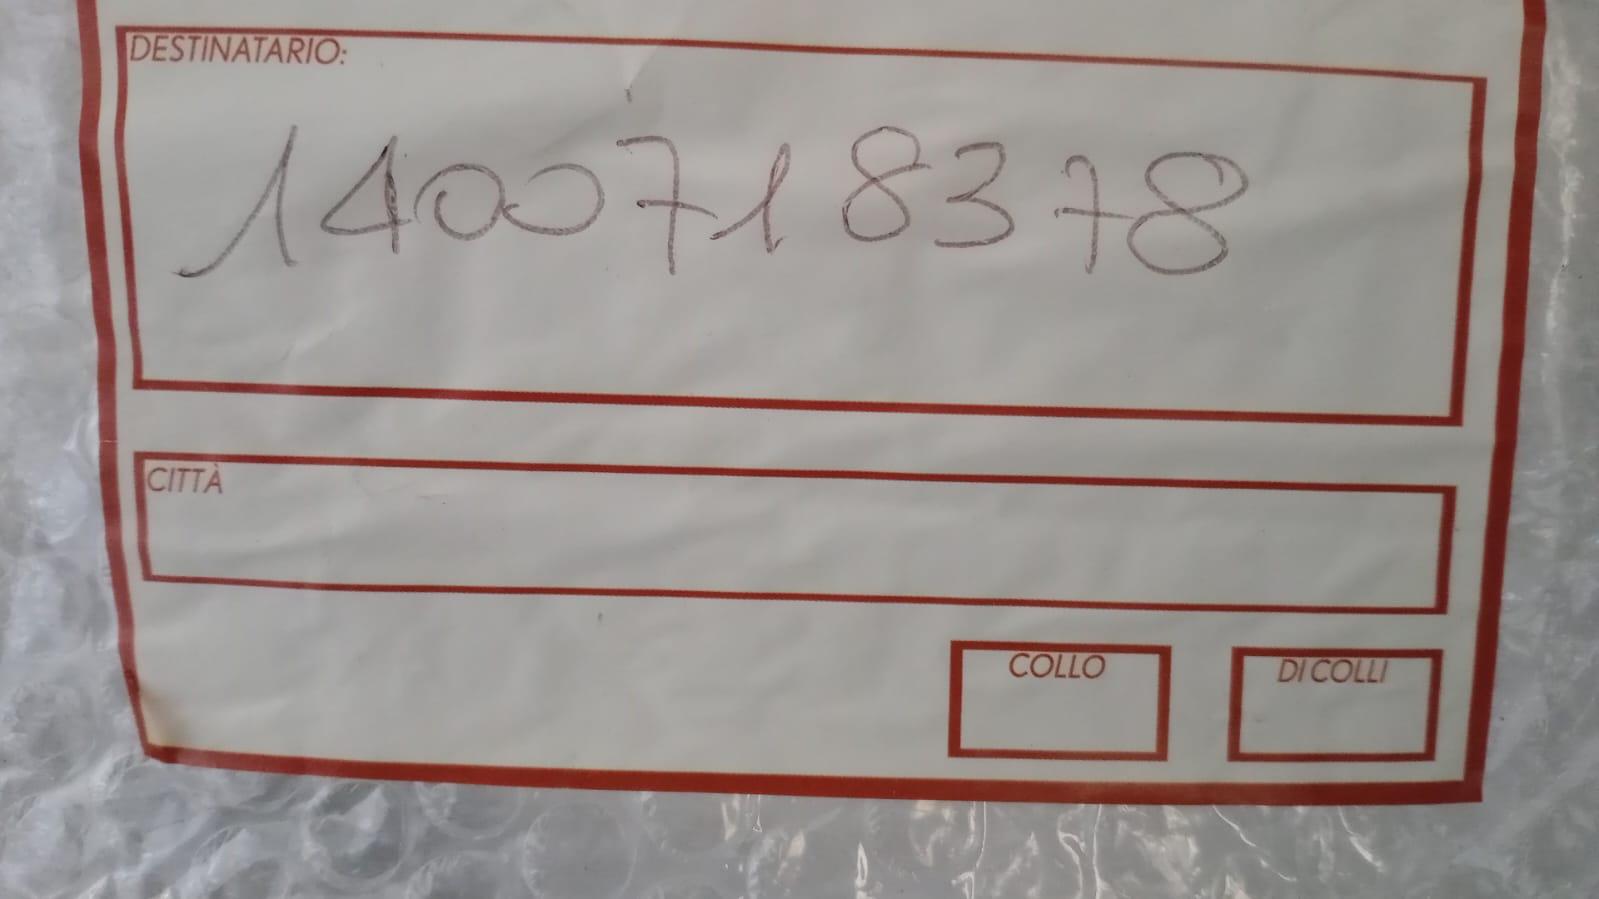 DESTINATARIO:
1400718378
CITTÀ
COLLO
DI COLLI